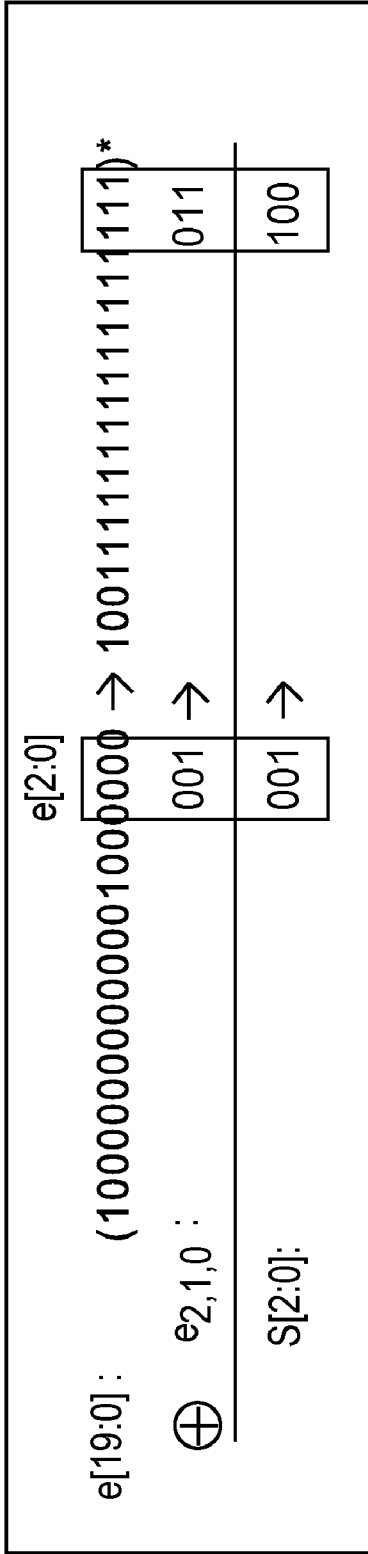 e[2:0]
e[19:0] : (10000000000001000000 → 10011111111111111111)*
⊕ e2,1,0 : 001 → 011
S[2:0]: 001 → 100